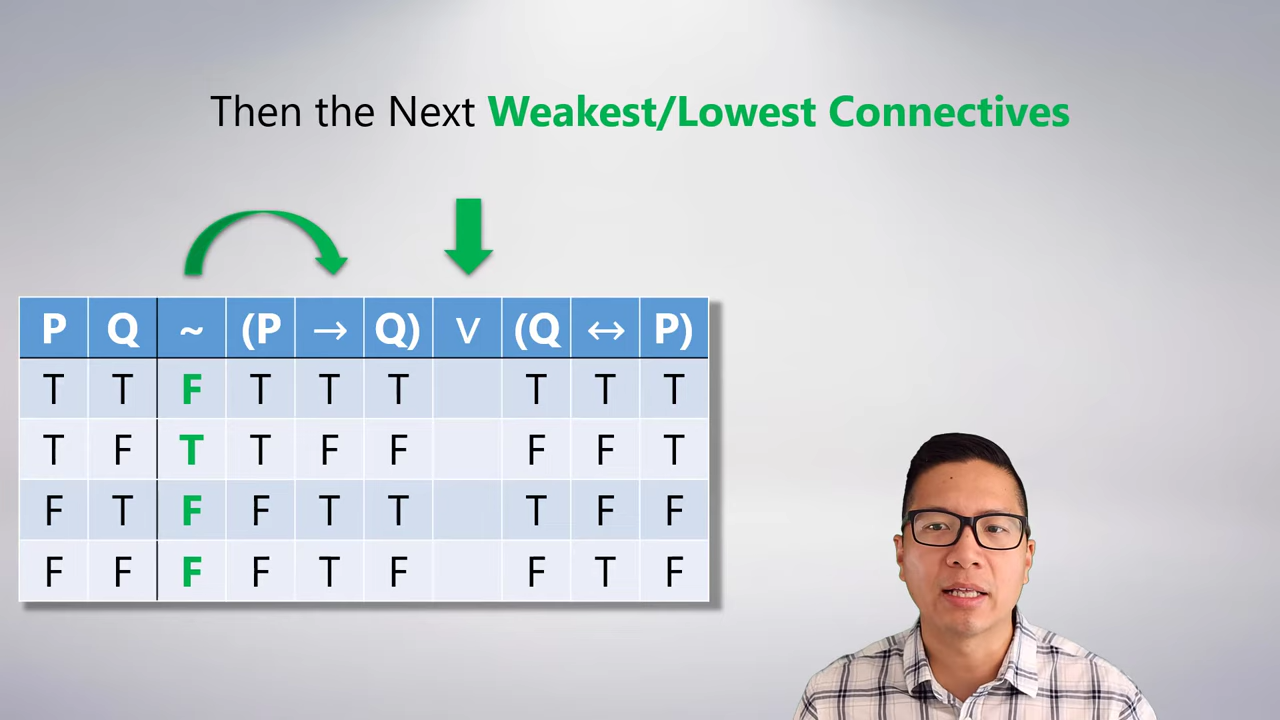 Then the Next Weakest/Lowest Connectives
P Q ~ (P → Q) ∨ (Q ↔ P)
T T F T T T T T T
T F T T F F F F T
F T F F T T T F F
F F F F T F F T F